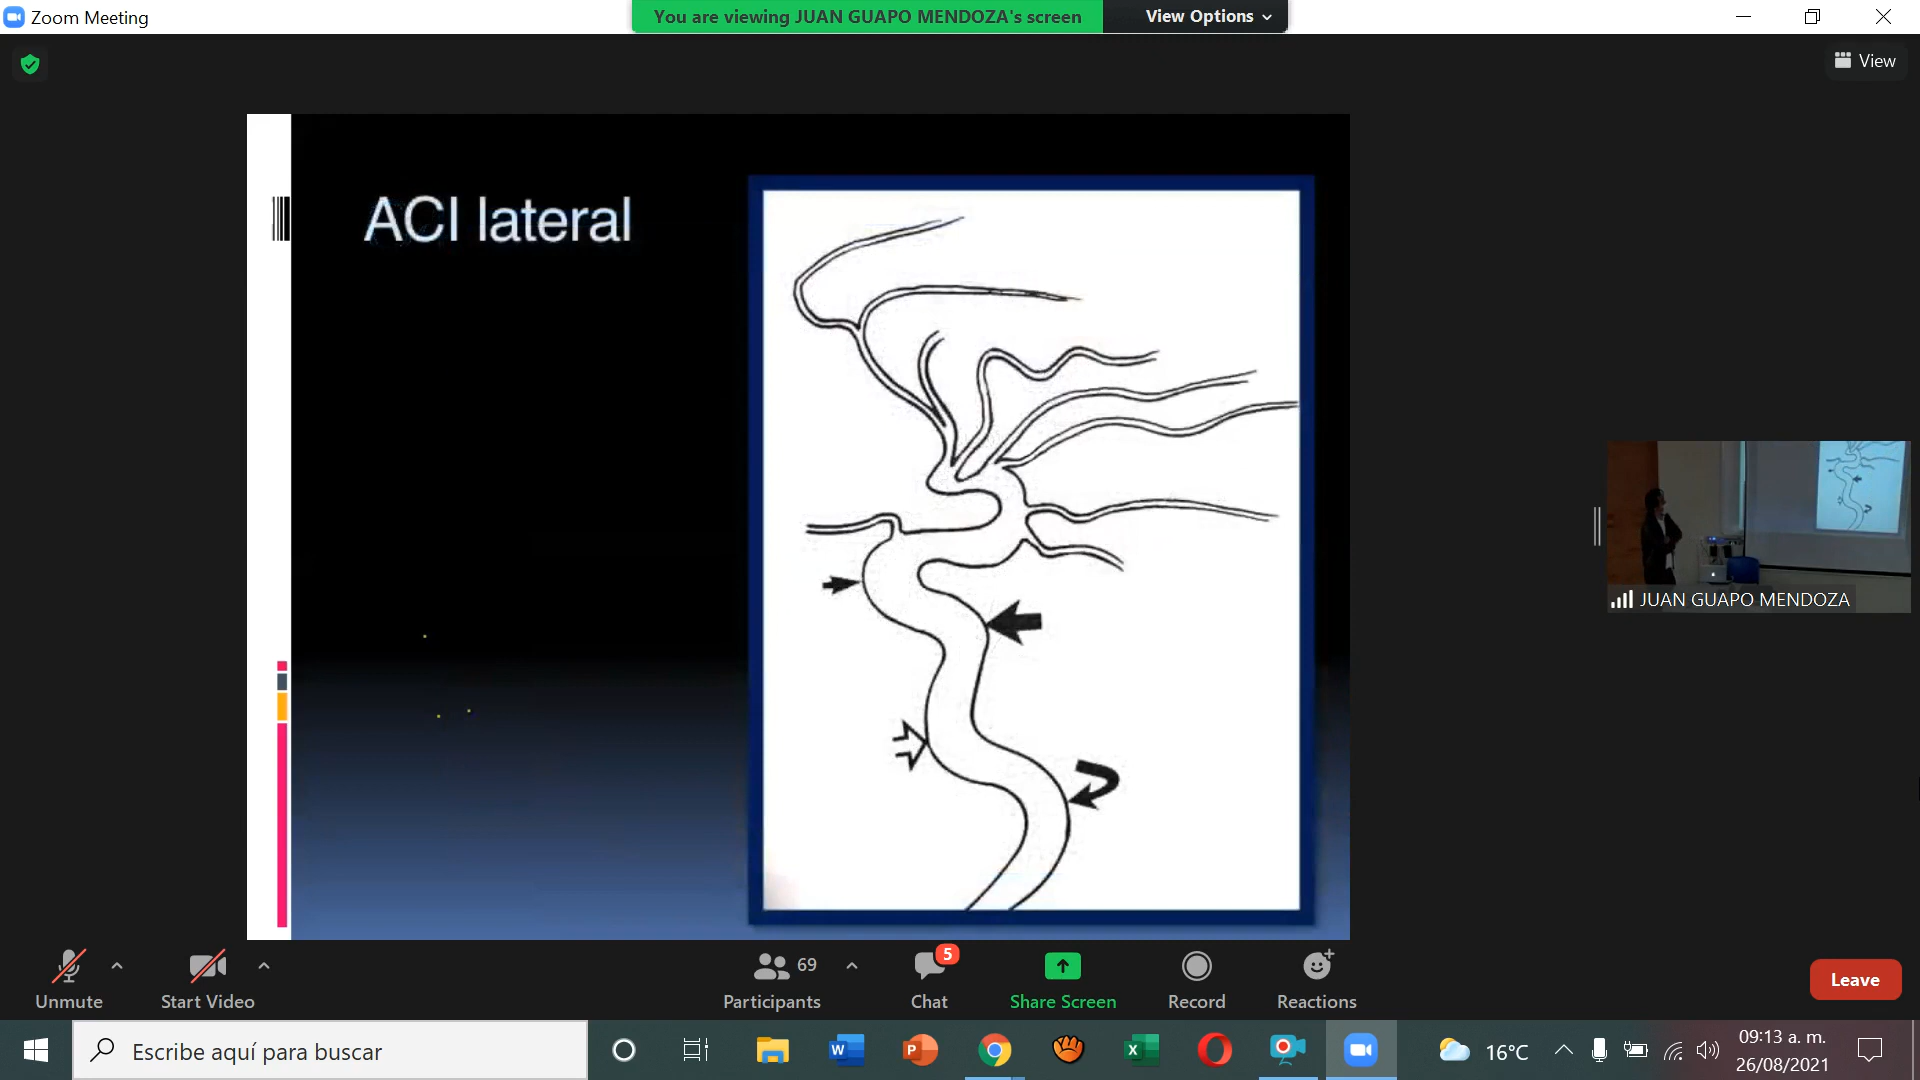 Zoom Meeting
You are viewing JUAN GUAPO MENDOZA's screen
View Options
View
ACI lateral
JUAN GUAPO MENDOZA
Unmute
Start Video
69
Participants
5
Chat
Share Screen
Record
Reactions
Leave
Escribe aquí para buscar
W
P
X
16°C
09:13 a. m.
26/08/2021